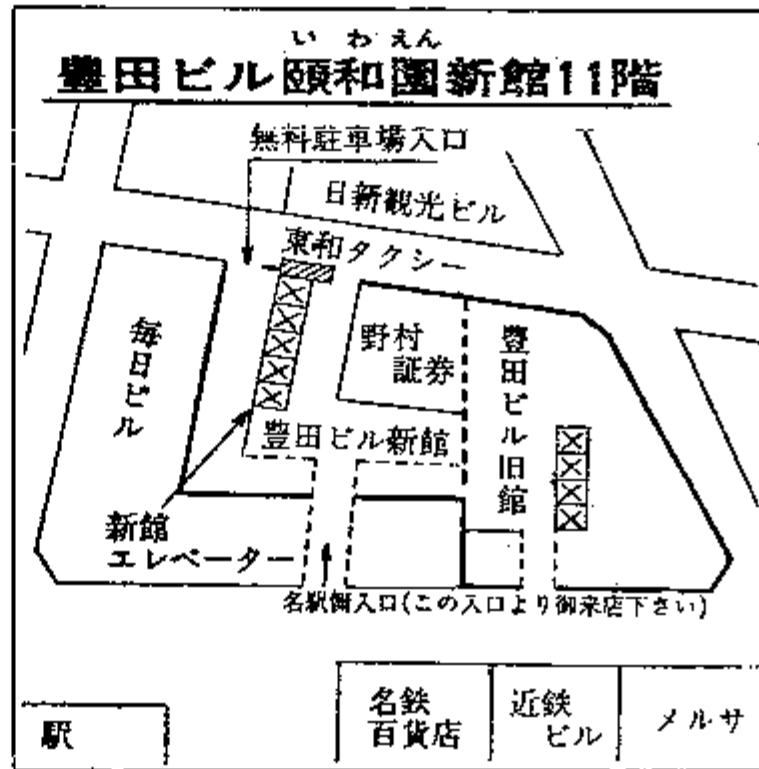 いわえん
豊田ビル頤和園新館11階
無料駐車場入口
日新観光ビル
東和タクシー
毎日ビル
野村
証券
豊田ビル旧館
豊田ビル新館
新館
エレベーター
名駅側入口(この入口より御来店下さい)
駅
名鉄
百貨店
近鉄
ビル
メルサ